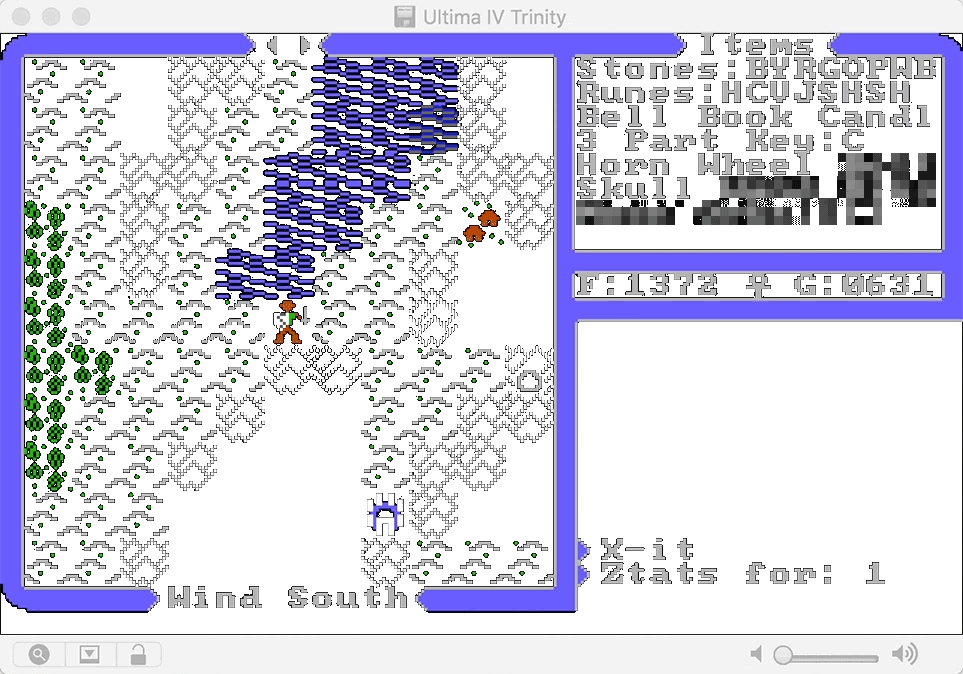 Ultima IV Trinity
Items
Stones:BYRGOPWB
Runes:HCVJSHSH
Bell Book Candl
3 Part Key:C
Horn Wheel
Skull
F:1372 G:0631
X-it
Ztats for: 1
Wind South